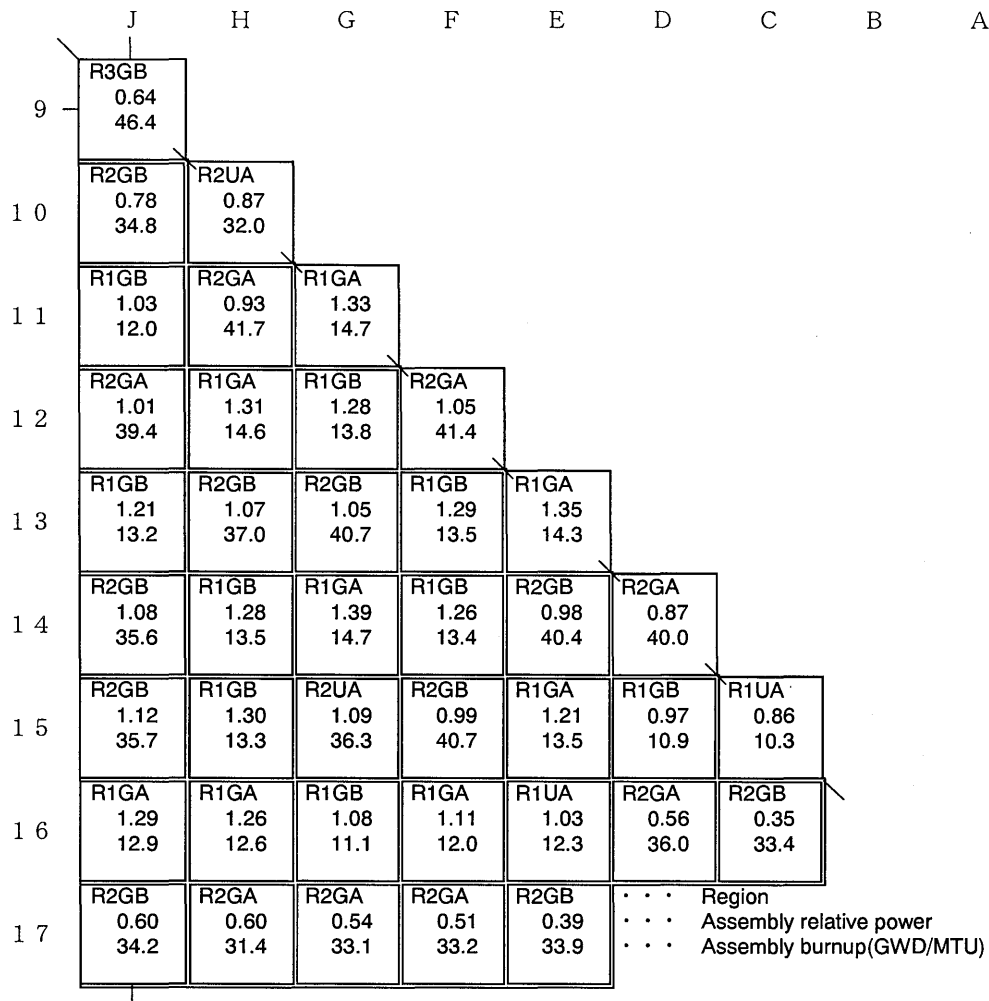 J H G F E D C B A
R3GB
9 0.64
46.4
R2GB R2UA
10 0.78 0.87
34.8 32.0
R1GB R2GA R1GA
11 1.03 0.93 1.33
12.0 41.7 14.7
R2GA R1GA R1GB R2GA
12 1.01 1.31 1.28 1.05
39.4 14.6 13.8 41.4
R1GB R2GB R2GB R1GB R1GA
13 1.21 1.07 1.05 1.29 1.35
13.2 37.0 40.7 13.5 14.3
R2GB R1GB R1GA R1GB R2GB R2GA
14 1.08 1.28 1.39 1.26 0.98 0.87
35.6 13.5 14.7 13.4 40.4 40.0
R2GB R1GB R2UA R2GB R1GA R1GB R1UA
15 1.12 1.30 1.09 0.99 1.21 0.97 0.86
35.7 13.3 36.3 40.7 13.5 10.9 10.3
R1GA R1GA R1GB R1GA R1UA R2GA R2GB
16 1.29 1.26 1.08 1.11 1.03 0.56 0.35
12.9 12.6 11.1 12.0 12.3 36.0 33.4
R2GB R2GA R2GA R2GA R2GB · · · Region
17 0.60 0.60 0.54 0.51 0.39 · · · Assembly relative power
34.2 31.4 33.1 33.2 33.9 · · · Assembly burnup(GWD/MTU)